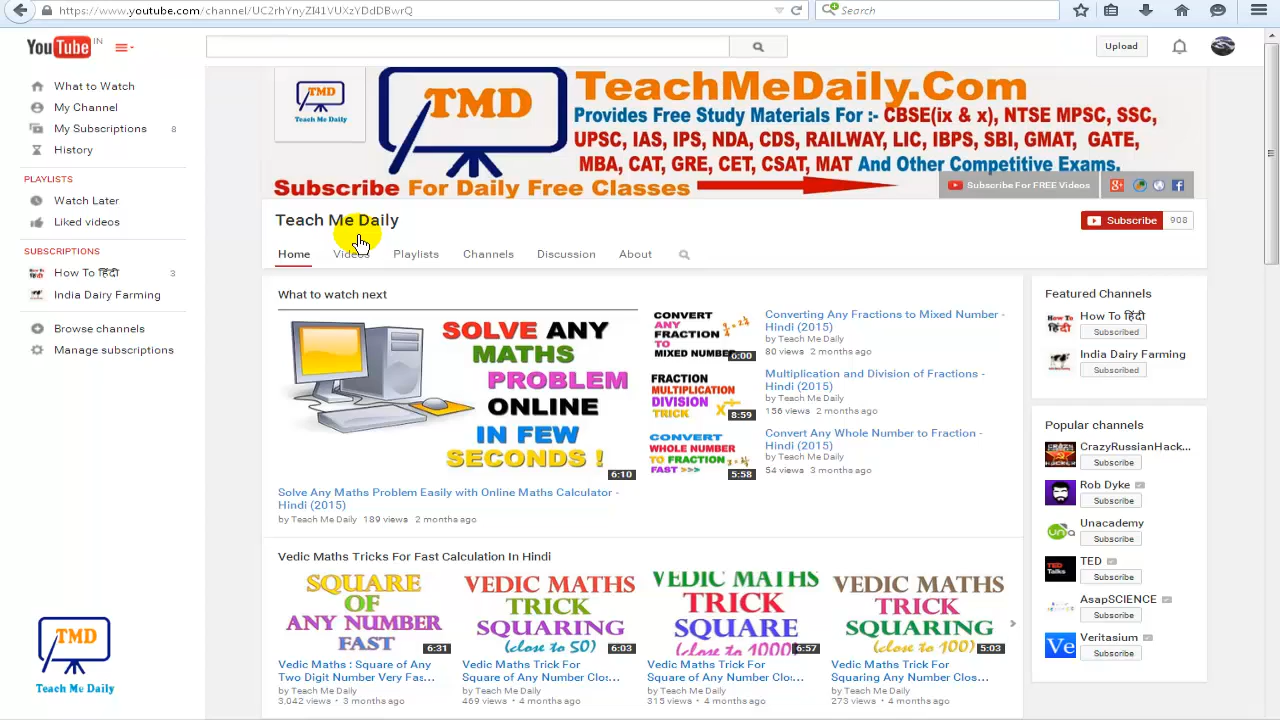 https://www.youtube.com/channel/UC2rhYnyZI41VUXzYDdDBwrQ
Search
YouTube IN
Upload
What to Watch
My Channel
My Subscriptions 8
History
PLAYLISTS
Watch Later
Liked videos
SUBSCRIPTIONS
How To हिंदी 3
India Dairy Farming
Browse channels
Manage subscriptions
TMD
Teach Me Daily
TMD
TeachMeDaily.Com
Provides Free Study Materials For :- CBSE(ix & x), NTSE MPSC, SSC,
UPSC, IAS, IPS, NDA, CDS, RAILWAY, LIC, IBPS, SBI, GMAT, GATE,
MBA, CAT, GRE, CET, CSAT, MAT And Other Competitive Exams.
Subscribe For Daily Free Classes
Subscribe For FREE Videos
Teach Me Daily
Subscribe 908
Home Videos Playlists Channels Discussion About
What to watch next
SOLVE ANY
MATHS
PROBLEM
ONLINE
IN FEW
SECONDS !
6:10
Solve Any Maths Problem Easily with Online Maths Calculator -
Hindi (2015)
by Teach Me Daily 189 views 2 months ago
CONVERT
ANY
FRACTION
TO
MIXED NUMBER
6:00
Converting Any Fractions to Mixed Number -
Hindi (2015)
by Teach Me Daily
80 views 2 months ago
FRACTION
MULTIPLICATION
DIVISION
TRICK
8:59
Multiplication and Division of Fractions -
Hindi (2015)
by Teach Me Daily
156 views 2 months ago
CONVERT
WHOLE NUMBER
TO FRACTION
FAST >>>
5:58
Convert Any Whole Number to Fraction -
Hindi (2015)
by Teach Me Daily
54 views 3 months ago
Vedic Maths Tricks For Fast Calculation In Hindi
SQUARE
OF
ANY NUMBER
FAST
6:31
Vedic Maths : Square of Any
Two Digit Number Very Fas...
by Teach Me Daily
3,042 views • 3 months ago
VEDIC MATHS
TRICK
SQUARING
(close to 50)
6:03
Vedic Maths Trick For
Square of Any Number Clos...
by Teach Me Daily
469 views • 4 months ago
VEDIC MATHS
TRICK
SQUARE
(close to 1000)
6:57
Vedic Maths Trick For
Square of Any Number Clos...
by Teach Me Daily
315 views • 4 months ago
VEDIC MATHS
TRICK
SQUARING
(close to 100)
5:03
Vedic Maths Trick For
Squaring Any Number Clos...
by Teach Me Daily
273 views • 4 months ago
Featured Channels
How To हिंदी
Subscribed
India Dairy Farming
Subscribed
Popular channels
CrazyRussianHack...
Subscribe
Rob Dyke
Subscribe
Unacademy
Subscribe
TED
Subscribe
AsapSCIENCE
Subscribe
Veritasium
Subscribe
TED
Talks
Ve
TMD
Teach Me Daily